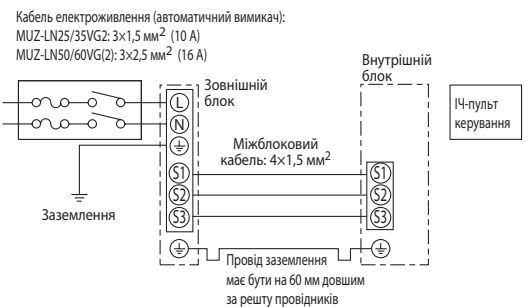 Кабель електроживлення (автоматичний вимикач):
MUZ-LN25/35VG2: 3×1,5 мм² (10 А)
MUZ-LN50/60VG(2): 3×2,5 мм² (16 А)
Зовнішній
блок
Внутрішній
блок
ІЧ-пульт
керування
L
N
Міжблоковий
кабель: 4×1,5 мм²
S1
S2
S3
S1
S2
S3
Заземлення
Провід заземлення
має бути на 60 мм довшим
за решту провідників